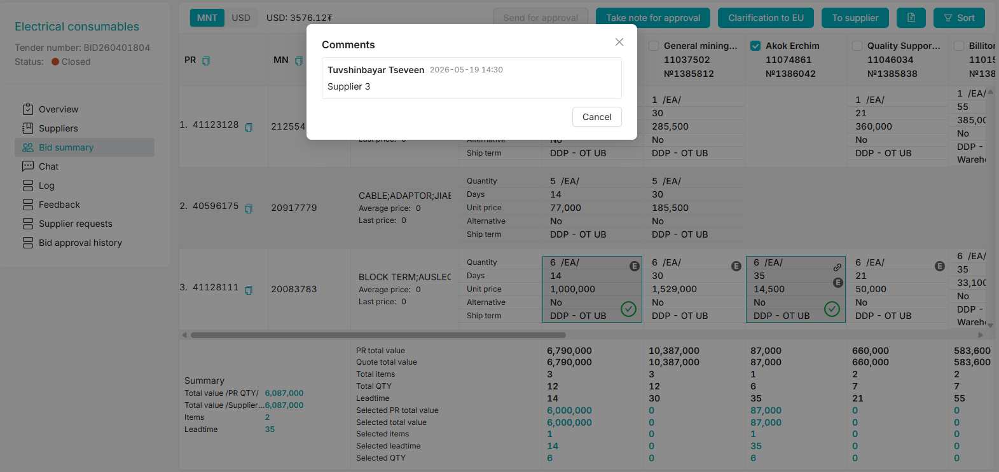 Electrical consumables
Tender number: BID260401804
Status: Closed
Overview
Suppliers
Bid summary
Chat
Log
Feedback
Supplier requests
Bid approval history
MNT USD USD: 3576.12₮
Send for approval Take note for approval Clarification to EU To supplier Sort
Comments
Tuvshinbayar Tseveen 2026-05-19 14:30
Supplier 3
Cancel
PR MN
General mining...
11037502
№1385812
Akok Erchim
11074861
№1386042
Quality Suppor...
11046034
№1385838
Billiton
11015
№138
1. 41123128 212554
Last price: 0
Alternative No
Ship term DDP - OT UB
1 /EA/
30
285,500
No
DDP - OT UB
1 /EA/
21
360,000
No
DDP - OT UB
1 /EA/
55
385,00
No
DDP -
Wareh
2. 40596175 20917779
CABLE;ADAPTOR;JIAE
Average price: 0
Last price: 0
Quantity 5 /EA/ 5 /EA/
Days 14 30
Unit price 77,000 185,500
Alternative No No
Ship term DDP - OT UB DDP - OT UB
3. 41128111 20083783
BLOCK TERM;AUSLEC
Average price: 0
Last price: 0
Quantity 6 /EA/ E 6 /EA/ E 6 /EA/ 6 /EA/ E
Days 14 30 35 21
Unit price 1,000,000 1,529,000 14,500 E 50,000
Alternative No No No No
Ship term DDP - OT UB DDP - OT UB DDP - OT UB DDP - OT UB
6 /EA/
35
33,100
No
DDP -
Wareh
Summary
Total value /PR QTY/ 6,087,000
Total value /Supplier... 6,087,000
Items 2
Leadtime 35
PR total value 6,790,000 10,387,000 87,000 660,000 583,600
Quote total value 6,790,000 10,387,000 87,000 660,000 583,600
Total items 3 3 1 2 2
Total QTY 12 12 6 7 7
Leadtime 14 30 35 21 55
Selected PR total value 6,000,000 0 87,000 0 0
Selected total value 6,000,000 0 87,000 0 0
Selected items 1 0 1 0 0
Selected leadtime 14 0 35 0 0
Selected QTY 6 0 6 0 0